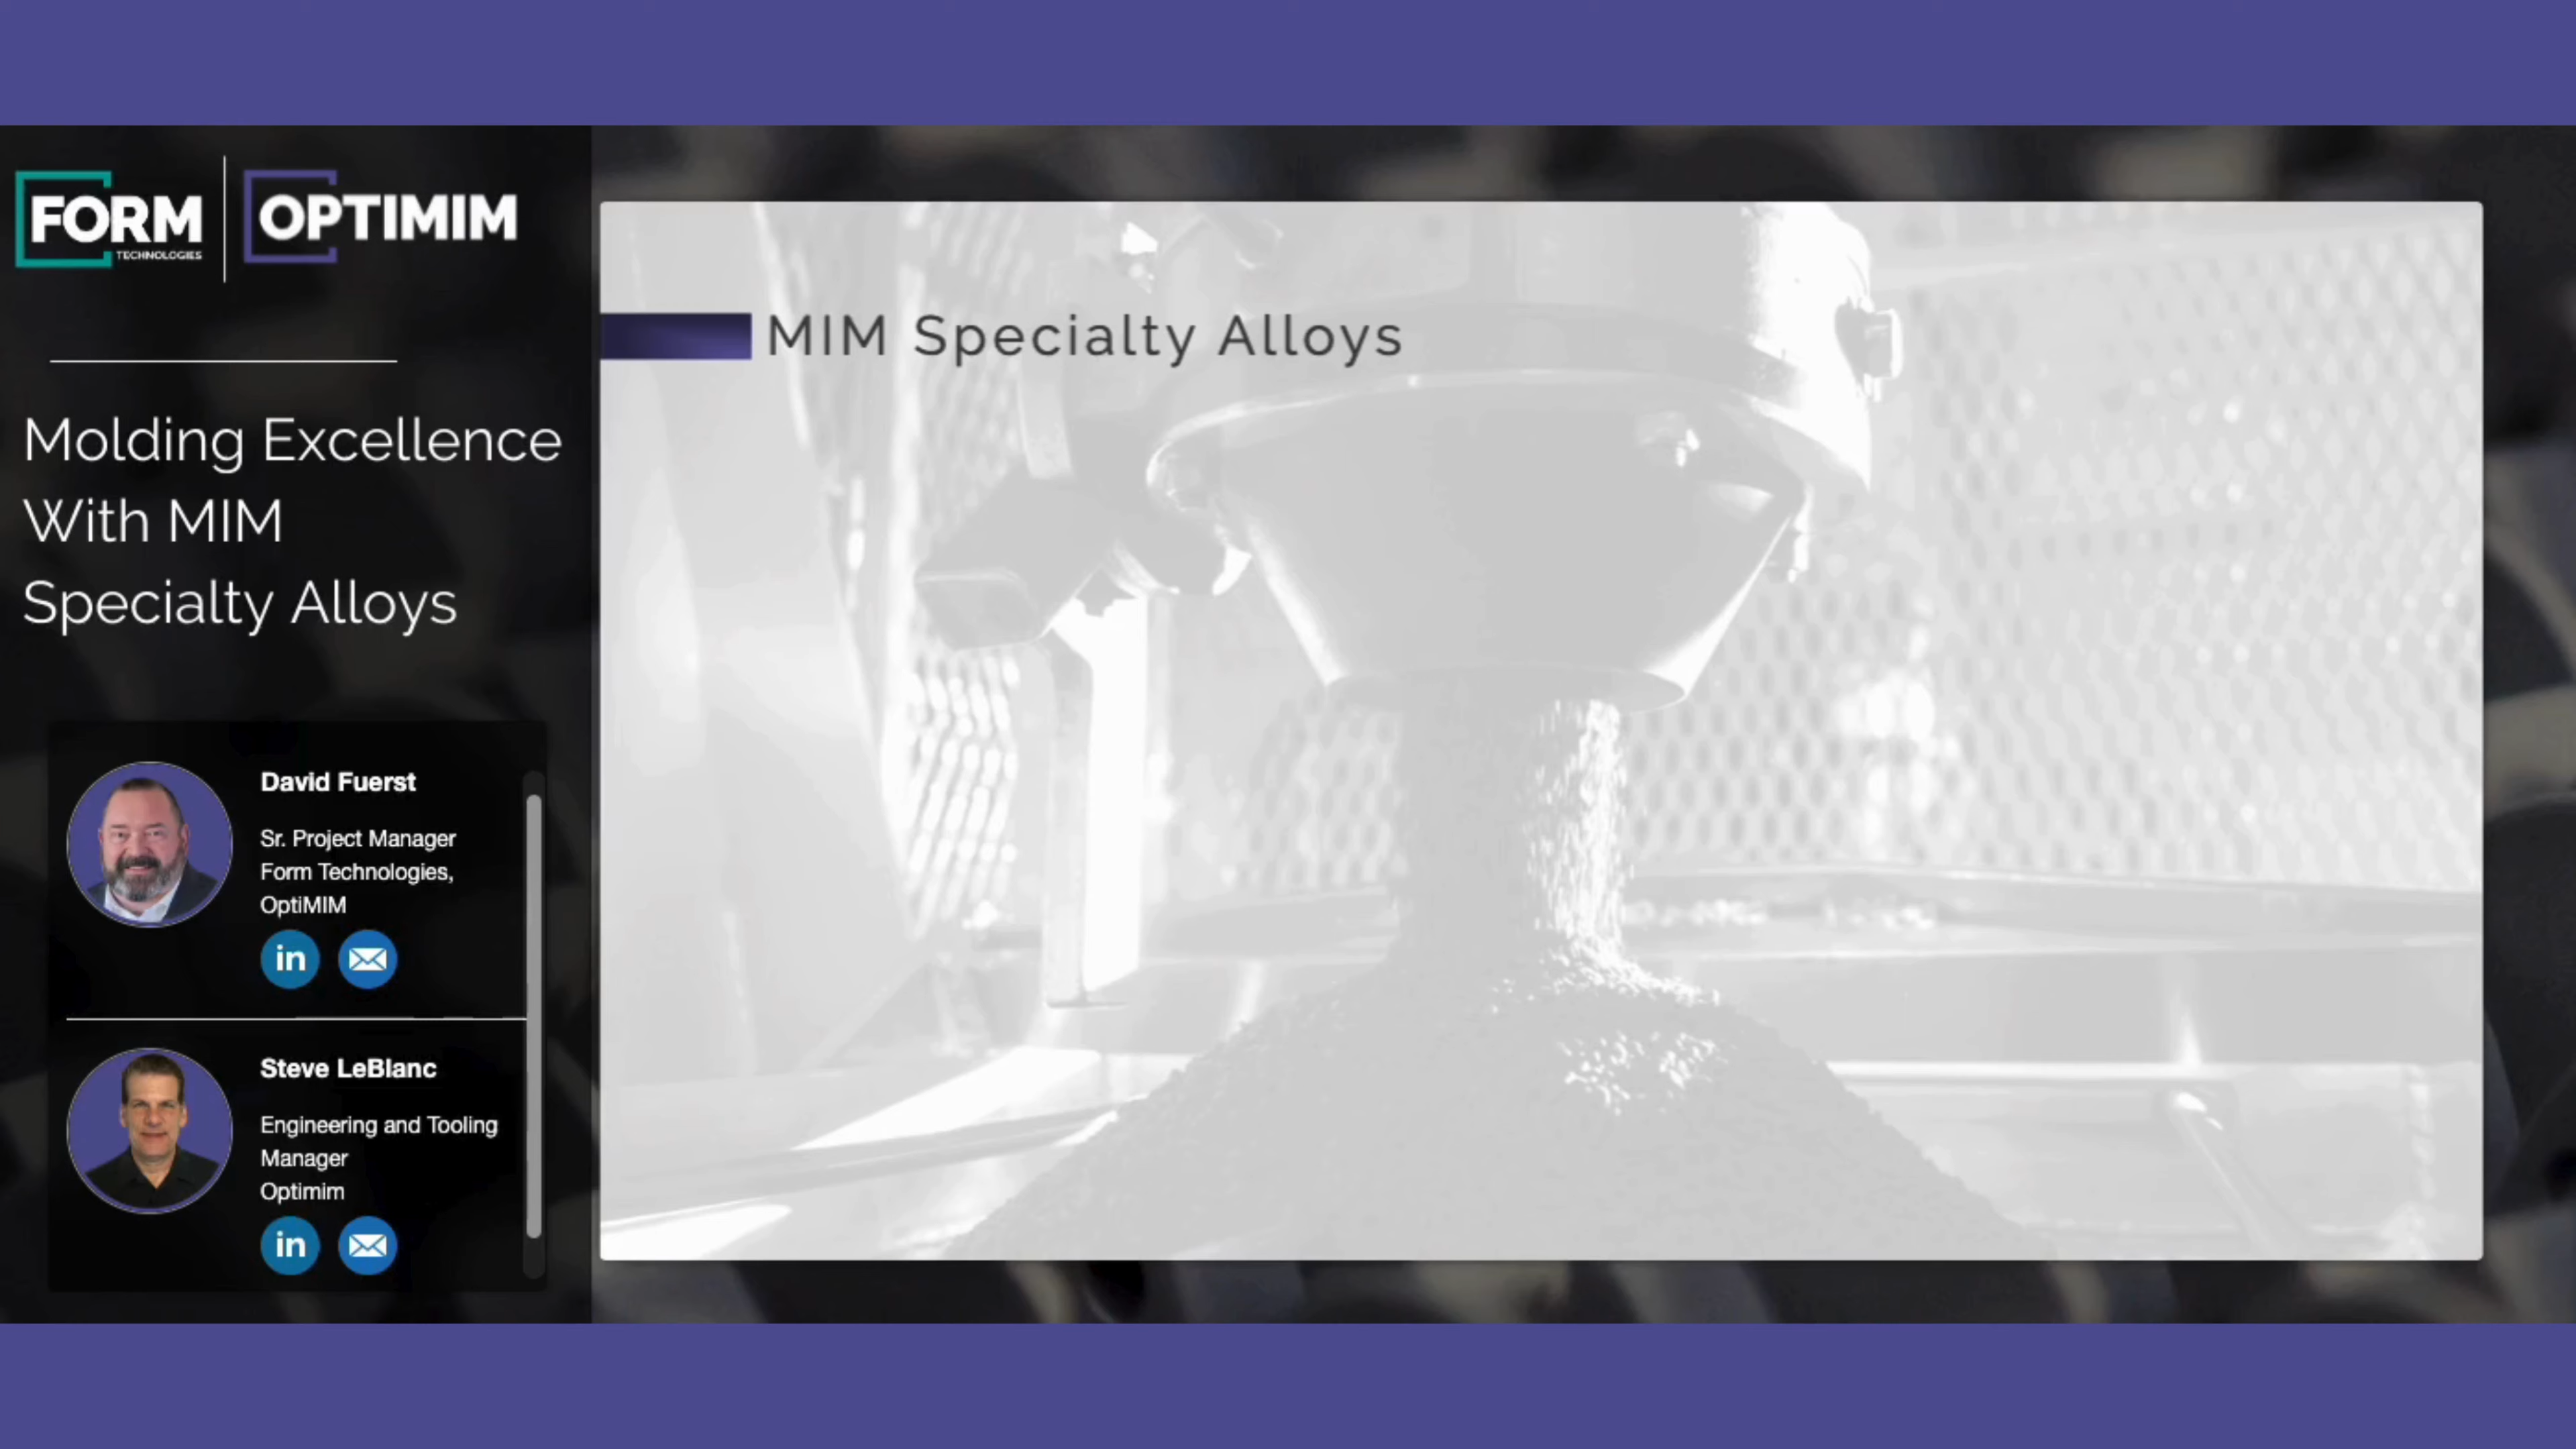 FORM
TECHNOLOGIES
OPTIMIM
Molding Excellence
With MIM
Specialty Alloys
David Fuerst
Sr. Project Manager
Form Technologies,
OptiMIM
in
Steve LeBlanc
Engineering and Tooling
Manager
Optimim
in
MIM Specialty Alloys